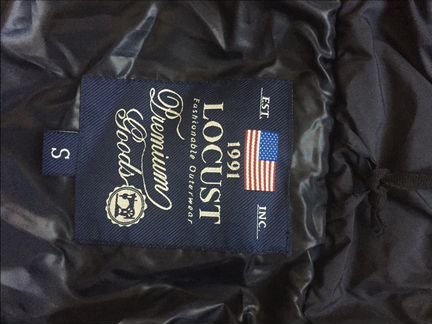 EST. INC.
1991
LOCUST
Fashionable Outerwear
Premium
Goods
S